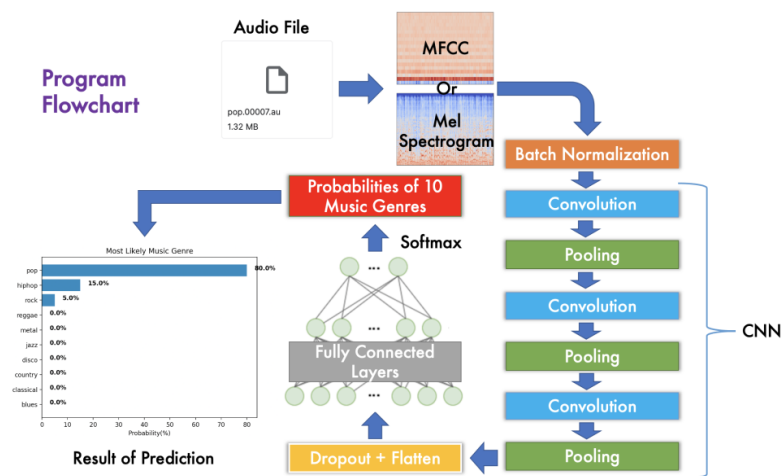 Program
Flowchart
Audio File
pop.00007.au
1.32 MB
MFCC
Or
Mel
Spectrogram
Batch Normalization
Convolution
Pooling
Convolution
Pooling
Convolution
Pooling
CNN
Dropout + Flatten
Fully Connected
Layers
...
...
...
Softmax
Probabilities of 10
Music Genres
Most Likely Music Genre
pop 80.0%
hiphop 15.0%
rock 5.0%
reggae 0.0%
metal 0.0%
jazz 0.0%
disco 0.0%
country 0.0%
classical 0.0%
blues 0.0%
0 10 20 30 40 50 60 70 80
Probability(%)
Result of Prediction